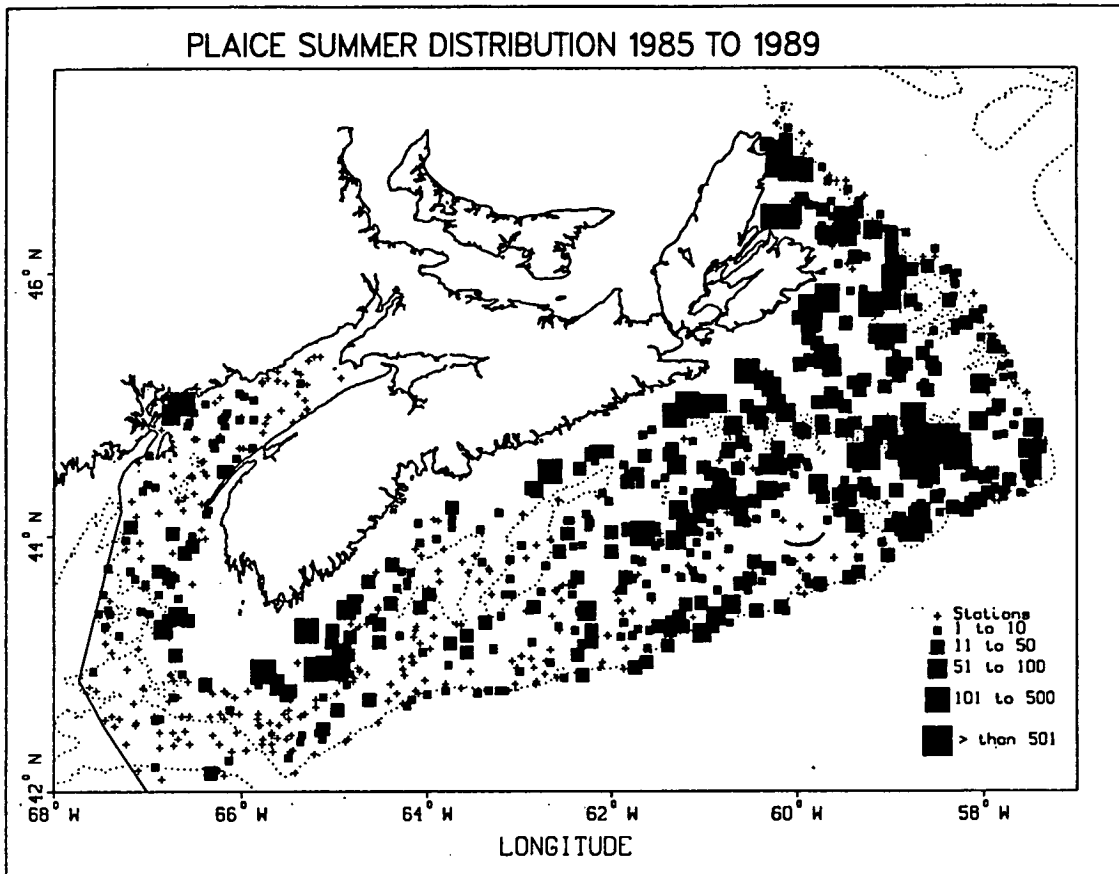 PLAICE SUMMER DISTRIBUTION 1985 TO 1989
46° N
44° N
42° N
+ Stations
1 to 10
11 to 50
51 to 100
101 to 500
> than 501
68° W
66° W
64° W
62° W
60° W
58° W
LONGITUDE